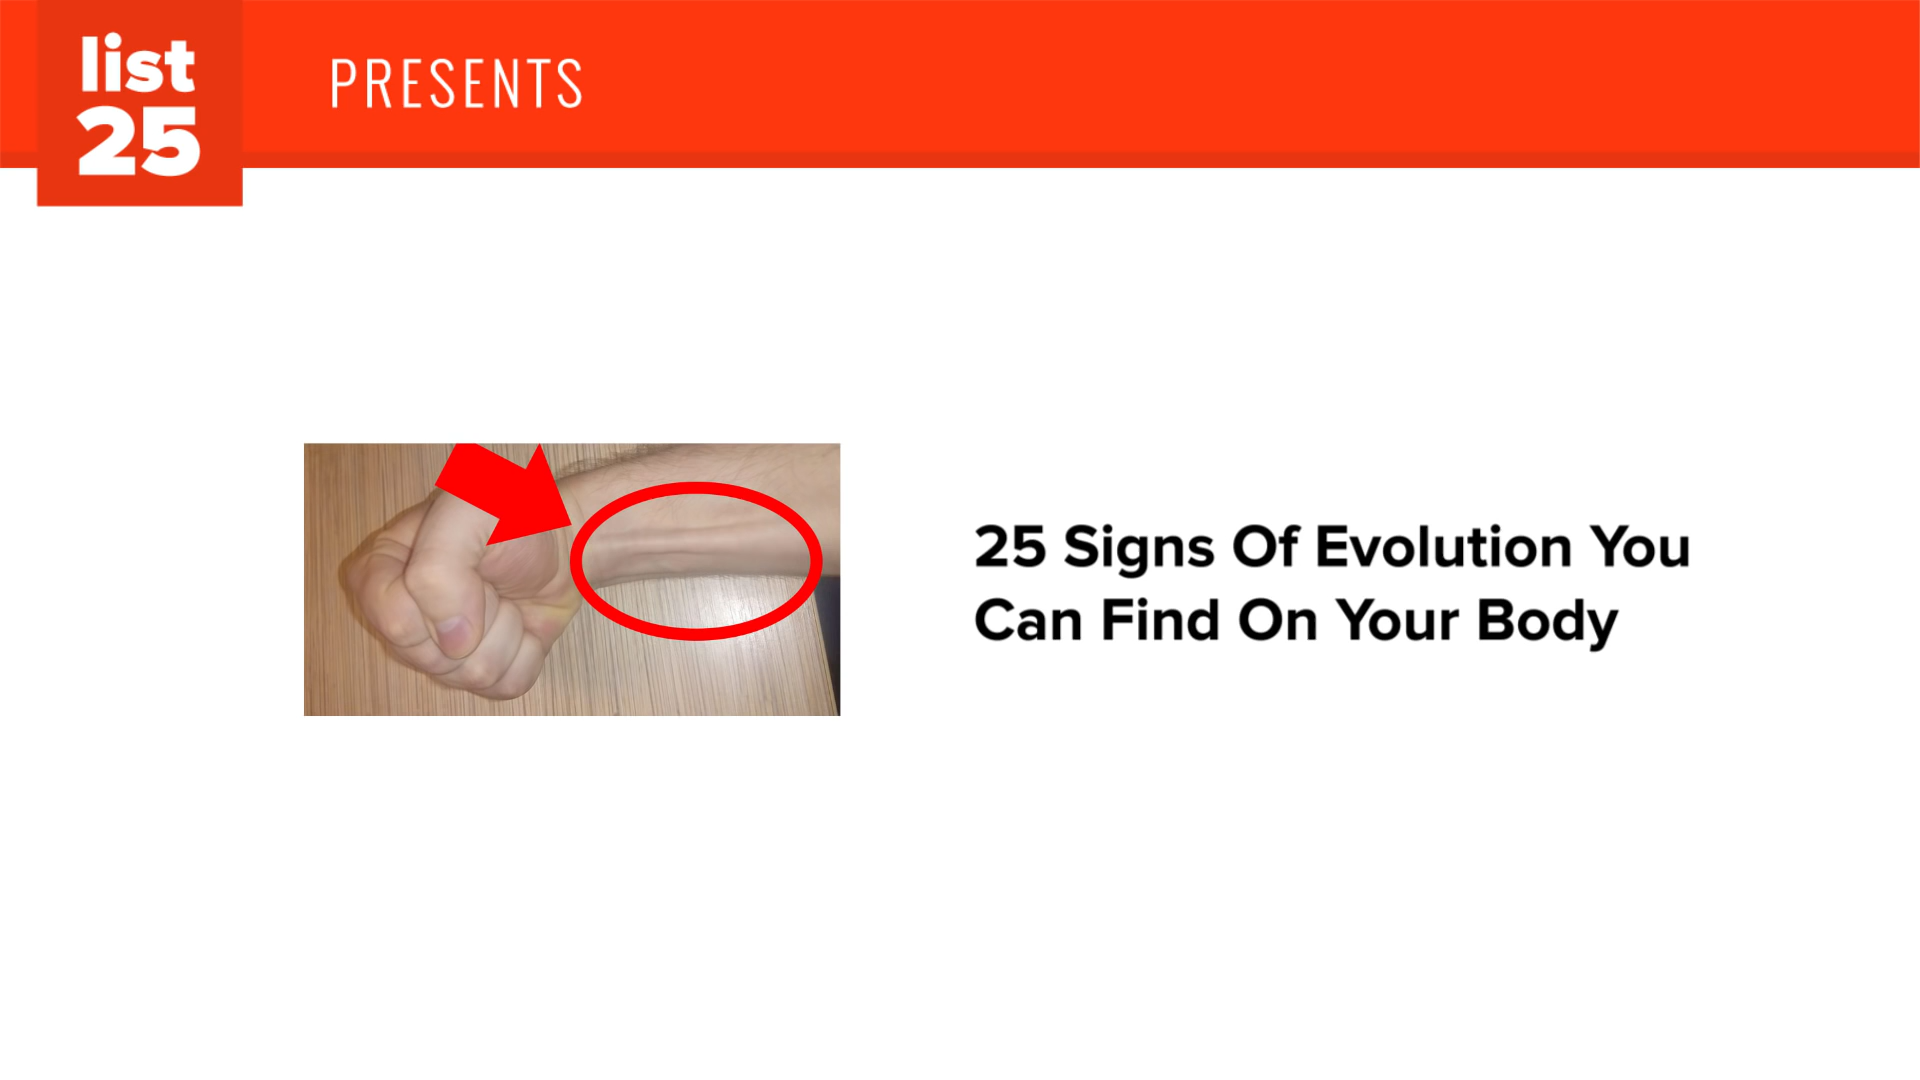 list
25
PRESENTS
25 Signs Of Evolution You
Can Find On Your Body